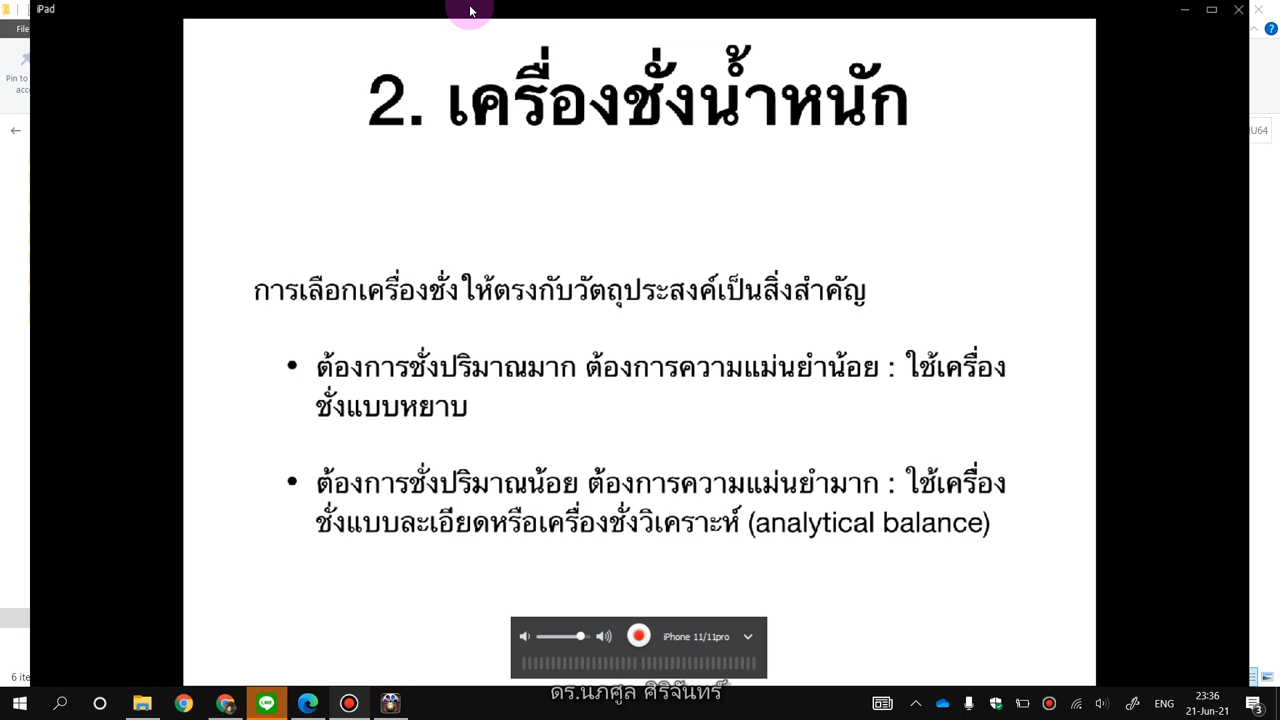 iPad
File
Pin to
acc
U64
2. เครื่องชั่งน้ำหนัก
การเลือกเครื่องชั่งให้ตรงกับวัตถุประสงค์เป็นสิ่งสำคัญ
• ต้องการชั่งปริมาณมาก ต้องการความแม่นยำน้อย : ใช้เครื่อง
ชั่งแบบหยาบ
• ต้องการชั่งปริมาณน้อย ต้องการความแม่นยำมาก : ใช้เครื่อง
ชั่งแบบละเอียดหรือเครื่องชั่งวิเคราะห์ (analytical balance)
iPhone 11/11pro
6 ite
ดร.นภศูล ศิริจันทร์
LINE
ENG
23:36
21-Jun-21
3